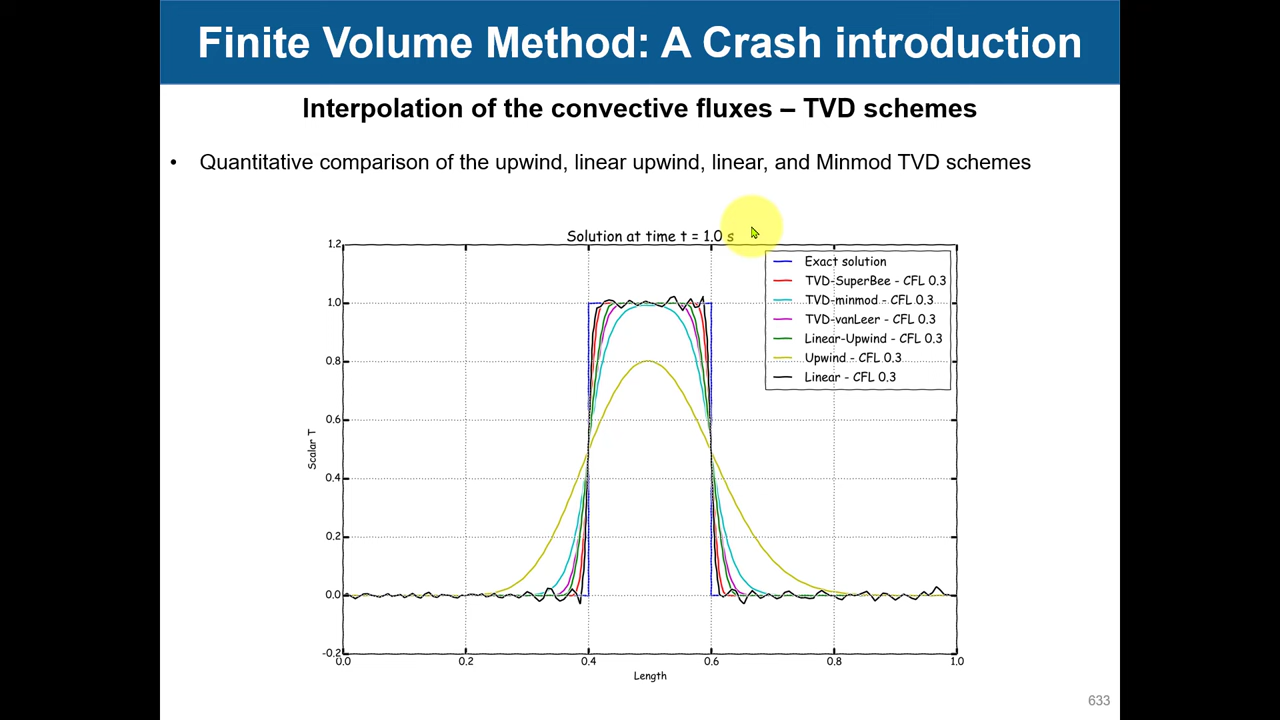 Finite Volume Method: A Crash introduction
Interpolation of the convective fluxes – TVD schemes
• Quantitative comparison of the upwind, linear upwind, linear, and Minmod TVD schemes
Solution at time t = 1.0 s
1.2
1.0
0.8
0.6
0.4
0.2
0.0
-0.2
Scalar T
Exact solution
TVD-SuperBee - CFL 0.3
TVD-minmod - CFL 0.3
TVD-vanLeer - CFL 0.3
Linear-Upwind - CFL 0.3
Upwind - CFL 0.3
Linear - CFL 0.3
0.0 0.2 0.4 0.6 0.8 1.0
Length
633